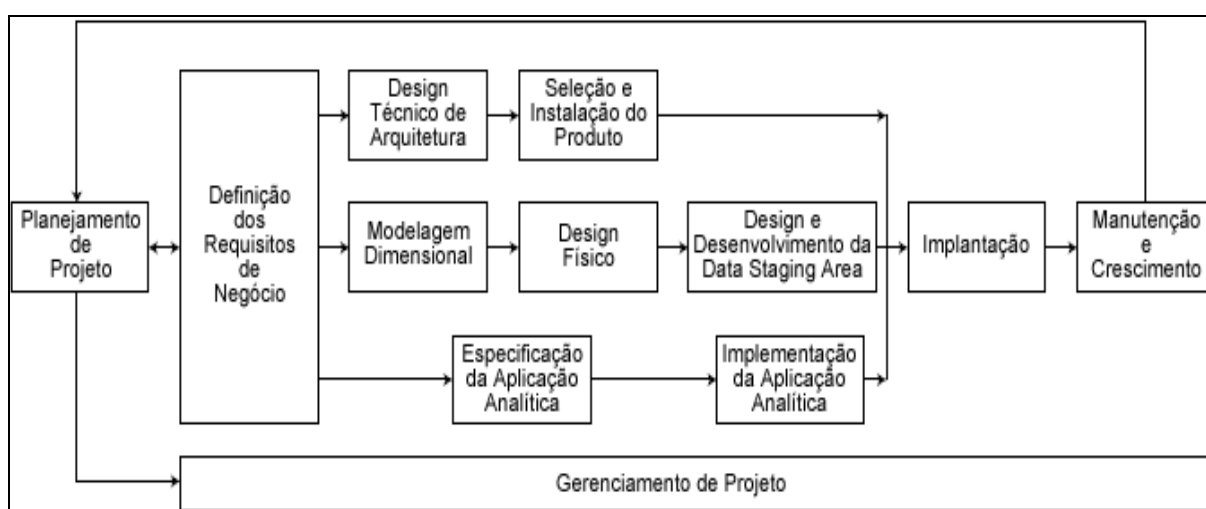 Planejamento
de
Projeto
Definição
dos
Requisitos
de
Negócio
Design
Técnico de
Arquitetura
Seleção e
Instalação do
Produto
Modelagem
Dimensional
Design
Físico
Design e
Desenvolvimento da
Data Staging Area
Especificação
da Aplicação
Analítica
Implementação
da Aplicação
Analítica
Implantação
Manutenção
e
Crescimento
Gerenciamento de Projeto